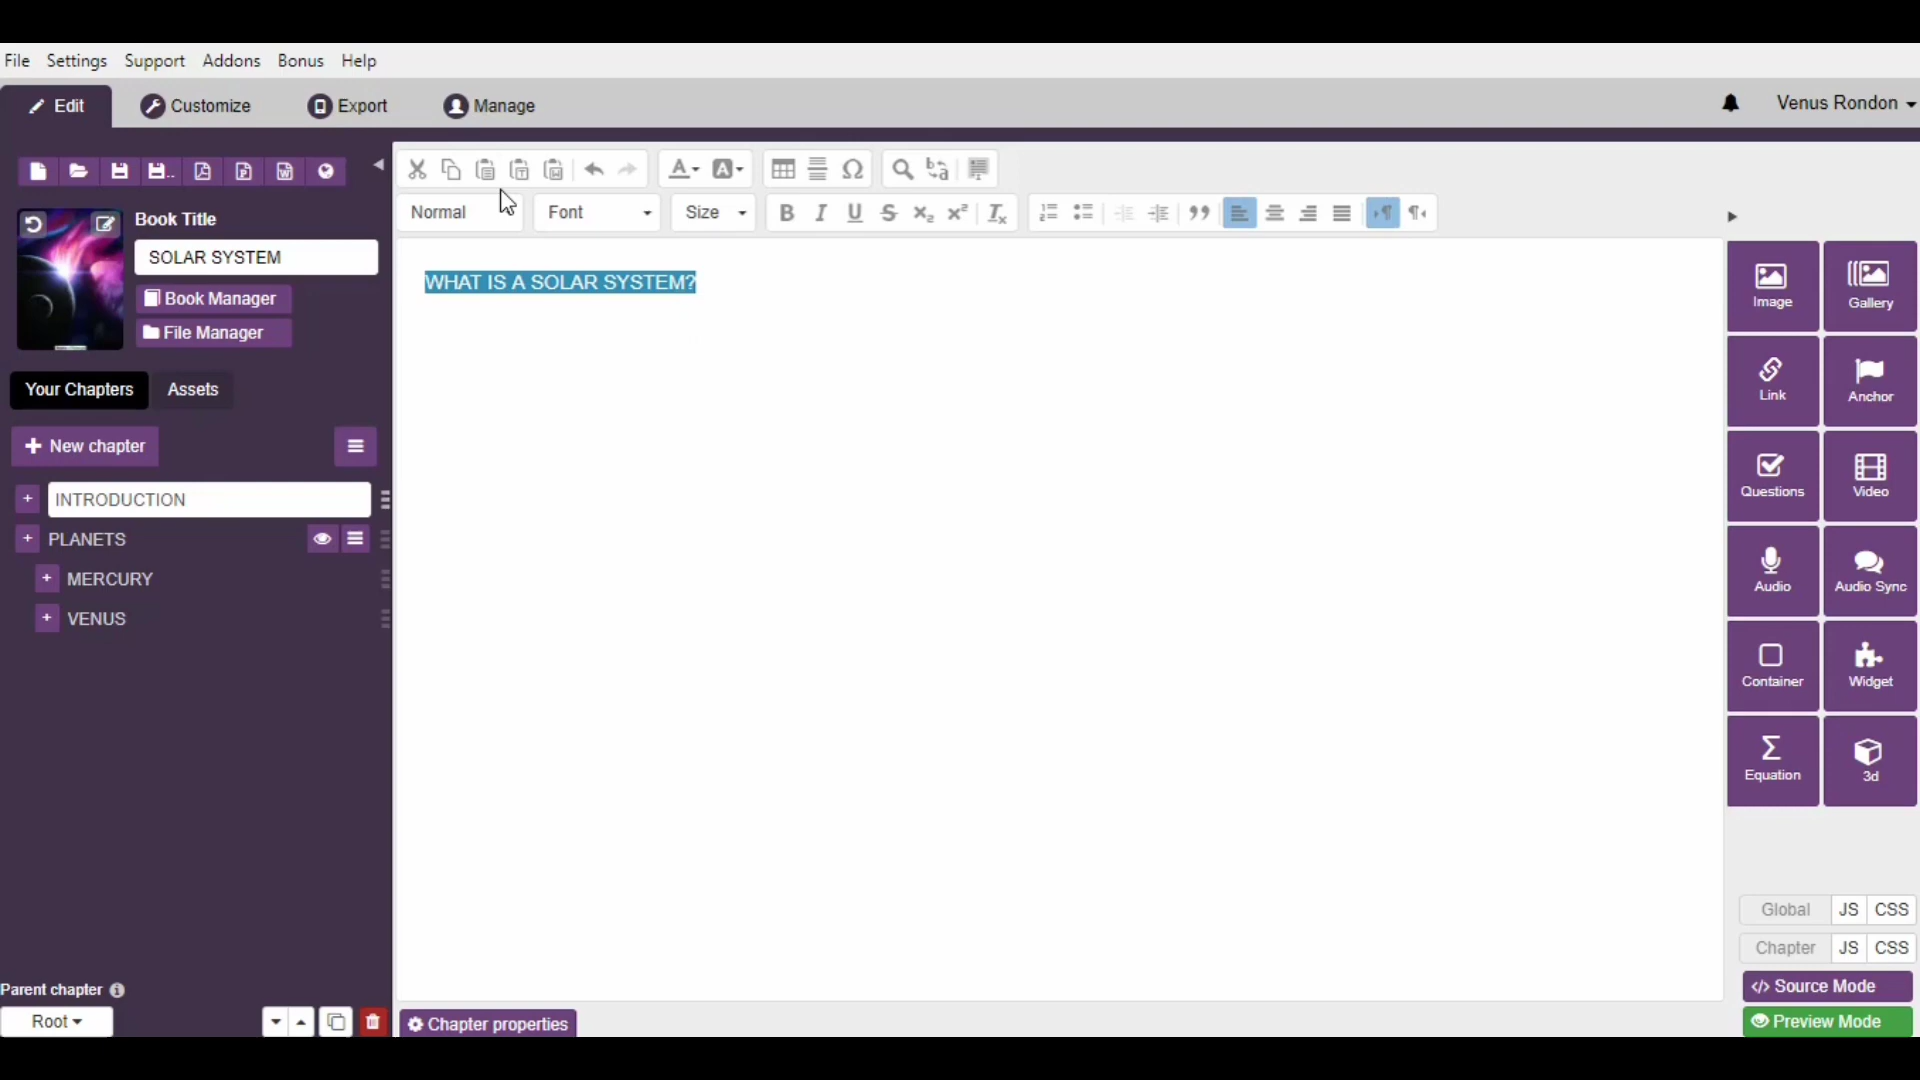 File Settings Support Addons Bonus Help
Edit Customize Export Manage Venus Rondon
Normal Font Size
Book Title
SOLAR SYSTEM
Book Manager
File Manager
WHAT IS A SOLAR SYSTEM?
Your Chapters Assets
New chapter
INTRODUCTION
PLANETS
MERCURY
VENUS
Image Gallery
Link Anchor
Questions Video
Audio Audio Sync
Container Widget
Equation 3d
Global JS CSS
Chapter JS CSS
Source Mode
Preview Mode
Parent chapter
Root
Chapter properties